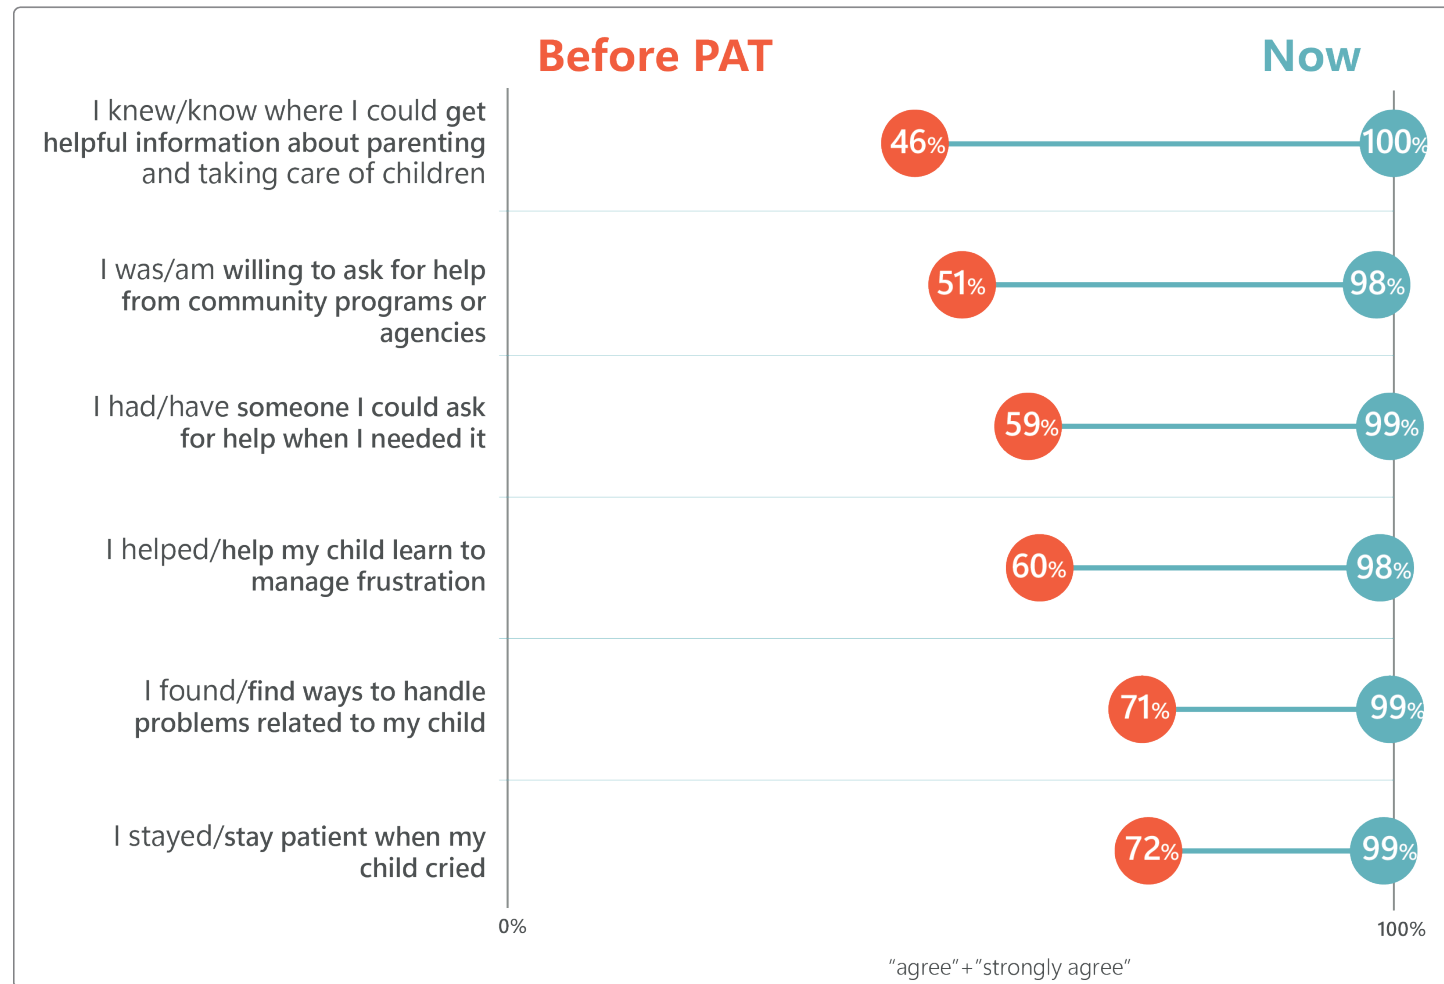 Before PAT
Now
I knew/know where I could get
helpful information about parenting
and taking care of children
46%
100%
I was/am willing to ask for help
from community programs or
agencies
51%
98%
I had/have someone I could ask
for help when I needed it
59%
99%
I helped/help my child learn to
manage frustration
60%
98%
I found/find ways to handle
problems related to my child
71%
99%
I stayed/stay patient when my
child cried
72%
99%
0%
100%
“agree”+”strongly agree”